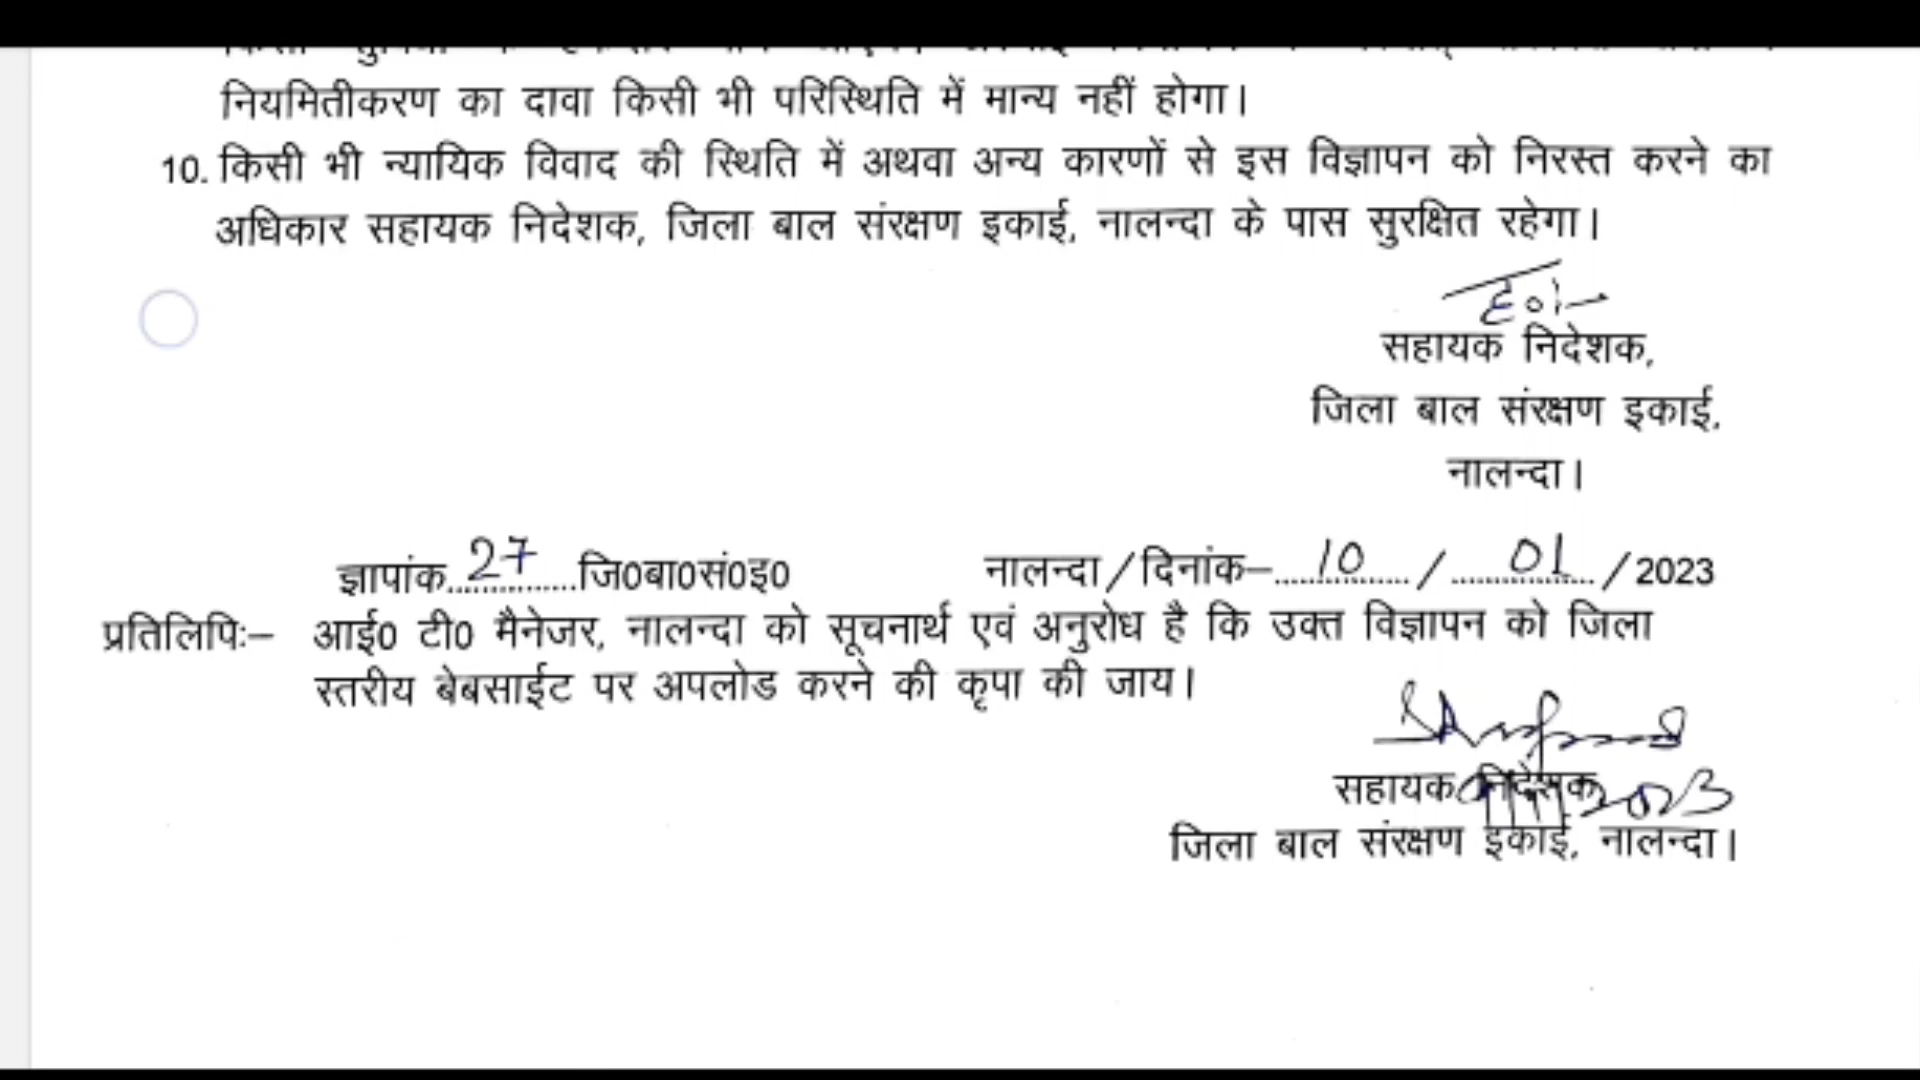 नियमितीकरण का दावा किसी भी परिस्थिति में मान्य नहीं होगा।
10. किसी भी न्यायिक विवाद की स्थिति में अथवा अन्य कारणों से इस विज्ञापन को निरस्त करने का
अधिकार सहायक निदेशक, जिला बाल संरक्षण इकाई, नालन्दा के पास सुरक्षित रहेगा।
ह०/-
सहायक निदेशक,
जिला बाल संरक्षण इकाई,
नालन्दा।
ज्ञापांक..27..........जि0बा0सं0इ0 नालन्दा/दिनांक–....10..../.....01..../2023
प्रतिलिपिः– आई0 टी0 मैनेजर, नालन्दा को सूचनार्थ एवं अनुरोध है कि उक्त विज्ञापन को जिला
स्तरीय बेबसाईट पर अपलोड करने की कृपा की जाय।
सहायक निदेशक
जिला बाल संरक्षण इकाई, नालन्दा।